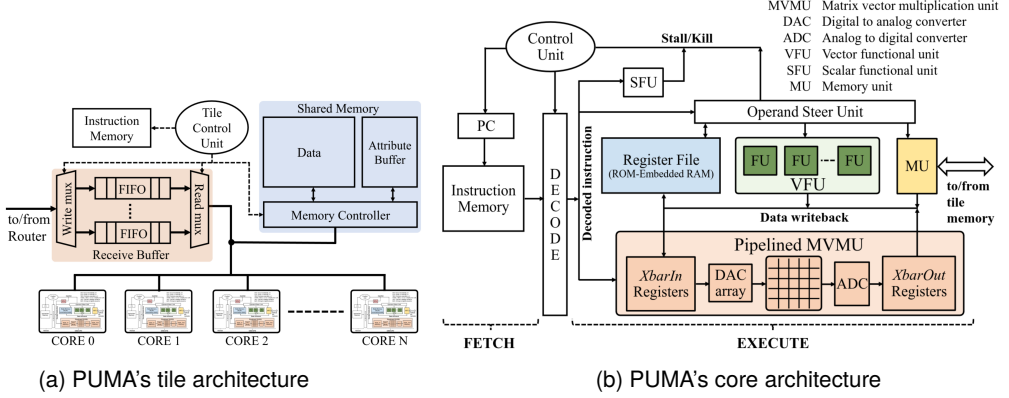 MVMU Matrix vector multiplication unit
DAC Digital to analog converter
ADC Analog to digital converter
VFU Vector functional unit
SFU Scalar functional unit
MU Memory unit
Instruction
Memory
Tile
Control
Unit
Shared Memory
Data
Attribute
Buffer
Memory Controller
to/from
Router
Write mux
FIFO
FIFO
Read mux
Receive Buffer
CORE 0
CORE 1
CORE 2
CORE N
(a) PUMA's tile architecture
Control
Unit
Stall/Kill
SFU
PC
Operand Steer Unit
Instruction
Memory
DECODE
Decoded instruction
Register File
(ROM-Embedded RAM)
FU
FU
FU
VFU
MU
to/from
tile
memory
Data writeback
Pipelined MVMU
XbarIn
Registers
DAC
array
ADC
XbarOut
Registers
FETCH
EXECUTE
(b) PUMA's core architecture